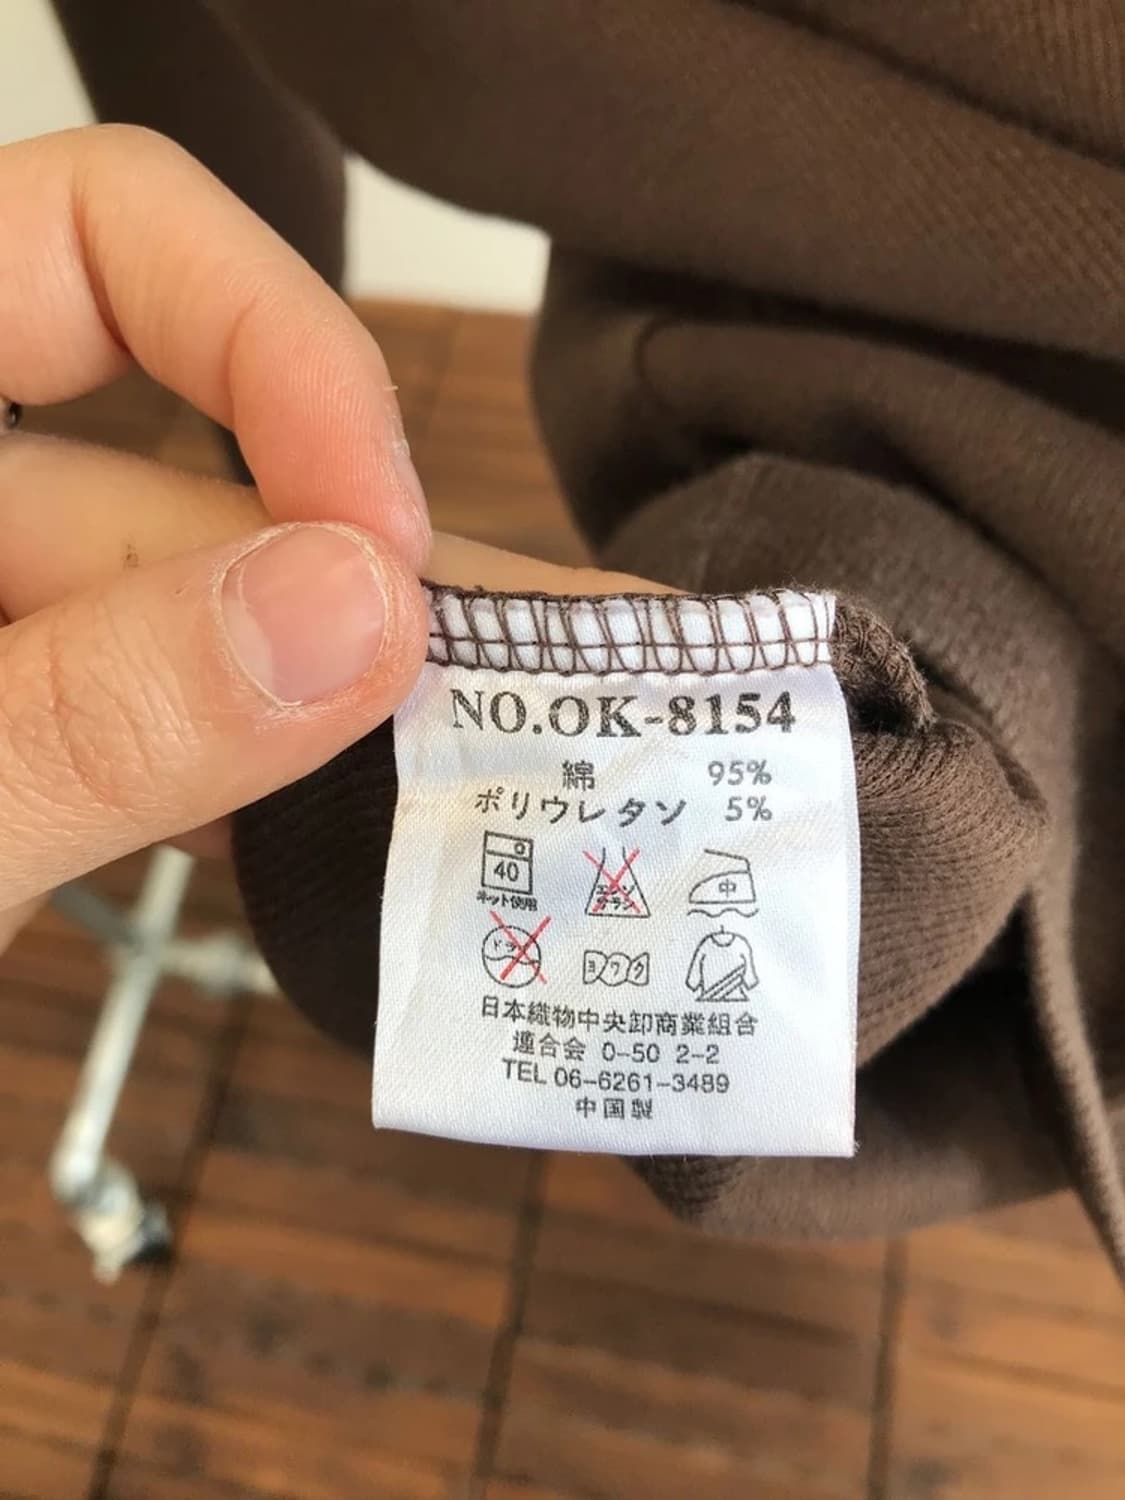 NO.OK-8154
綿 95%
ポリウレタソ 5%
40
ネット使用
エンソ
サラシ
中
ドライ
ヨワク
日本織物中央卸商業組合
連合会 0-50 2-2
TEL 06-6261-3489
中国製